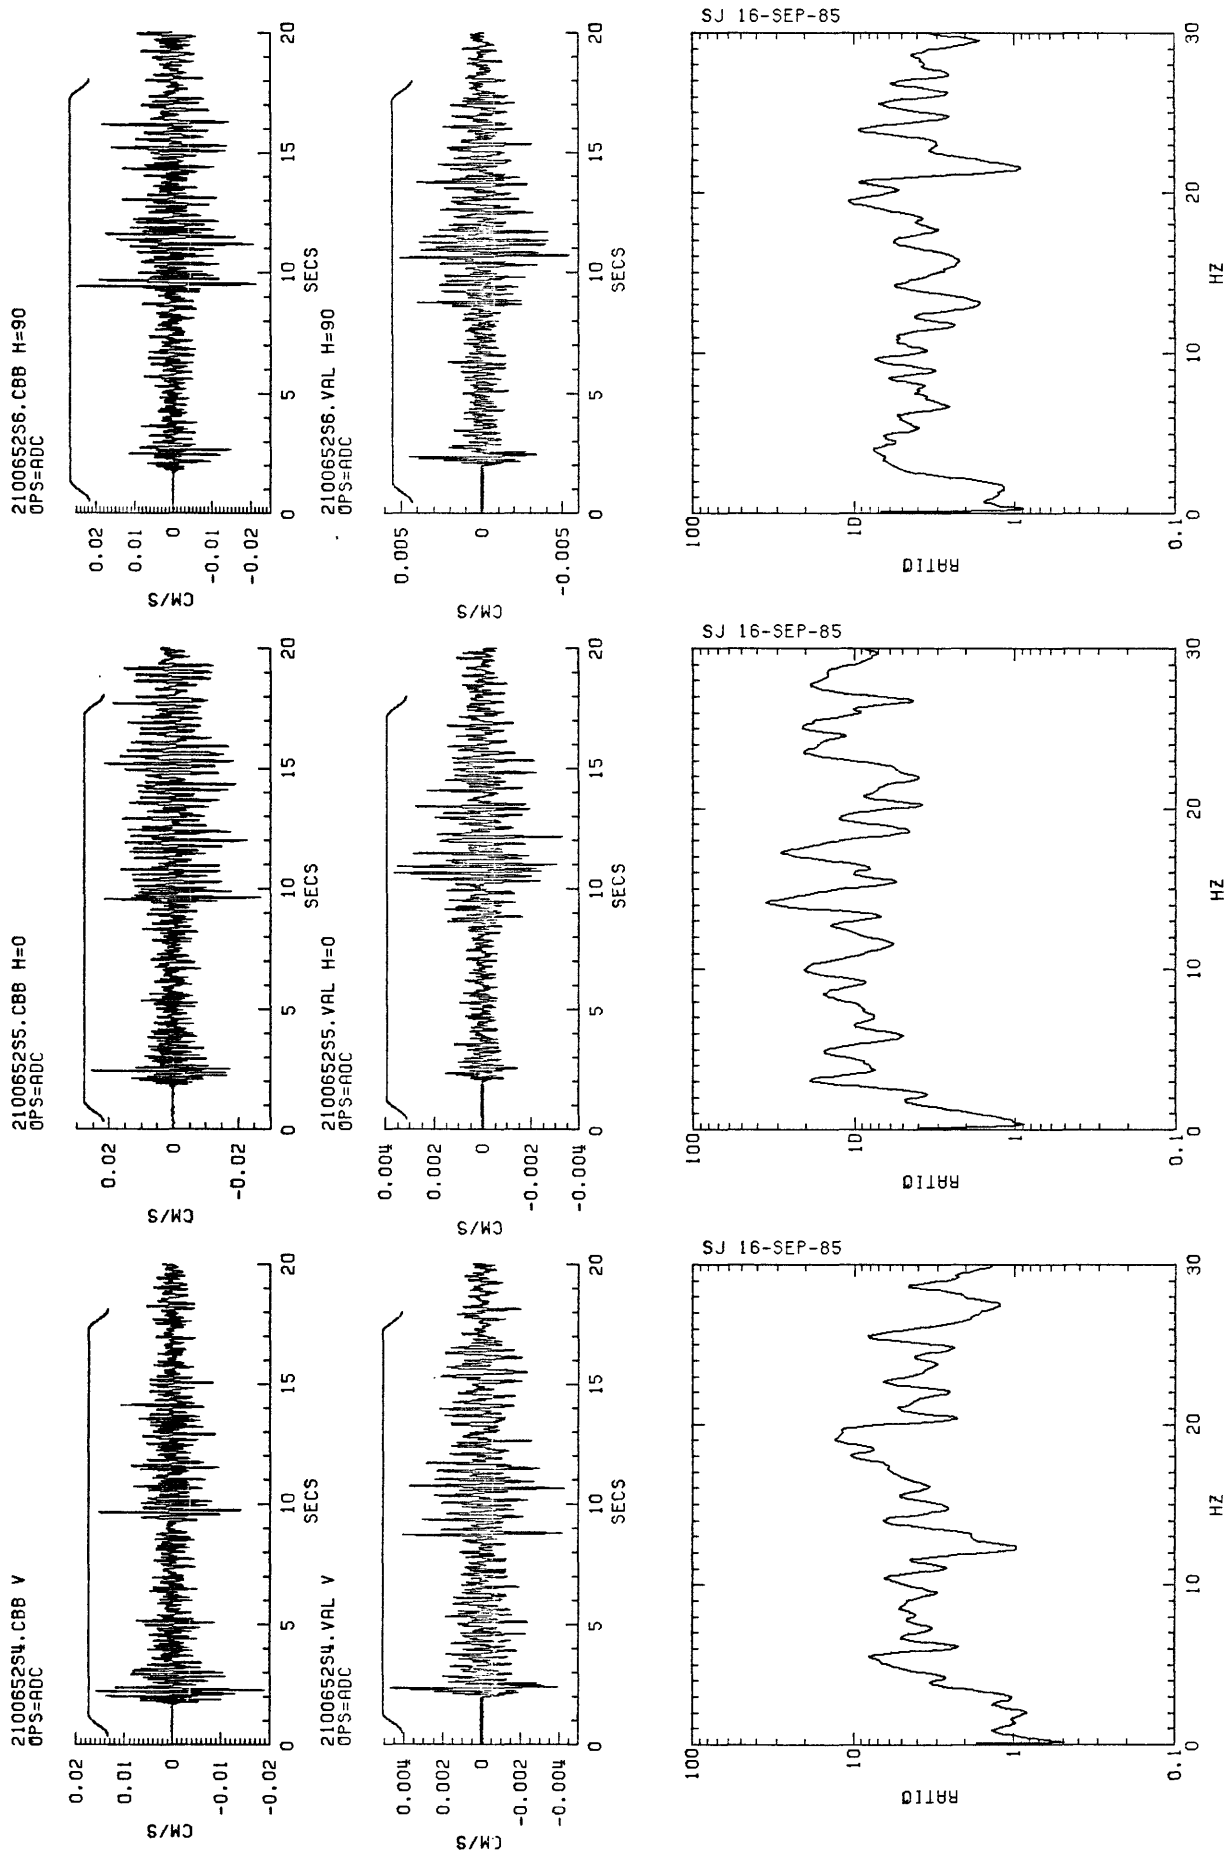 2100652S4.CBB V
OPS=ADC
0.02
0.01
0
-0.01
-0.02
CM/S
0 5 10 15 20
SECS
2100652S4.VAL V
OPS=ADC
0.004
0.002
0
-0.002
-0.004
CM/S
0 5 10 15 20
SECS
SJ 16-SEP-85
100
10
1
0.1
RATIO
0 10 20 30
HZ
2100652S5.CBB H=0
OPS=ADC
0.02
0
-0.02
CM/S
0 5 10 15 20
SECS
2100652S5.VAL H=0
OPS=ADC
0.004
0.002
0
-0.002
-0.004
CM/S
0 5 10 15 20
SECS
SJ 16-SEP-85
100
10
1
0.1
RATIO
0 10 20 30
HZ
2100652S6.CBB H=90
OPS=ADC
0.02
0.01
0
-0.01
-0.02
CM/S
0 5 10 15 20
SECS
2100652S6.VAL H=90
OPS=ADC
0.005
0
-0.005
CM/S
0 5 10 15 20
SECS
SJ 16-SEP-85
100
10
1
0.1
RATIO
0 10 20 30
HZ